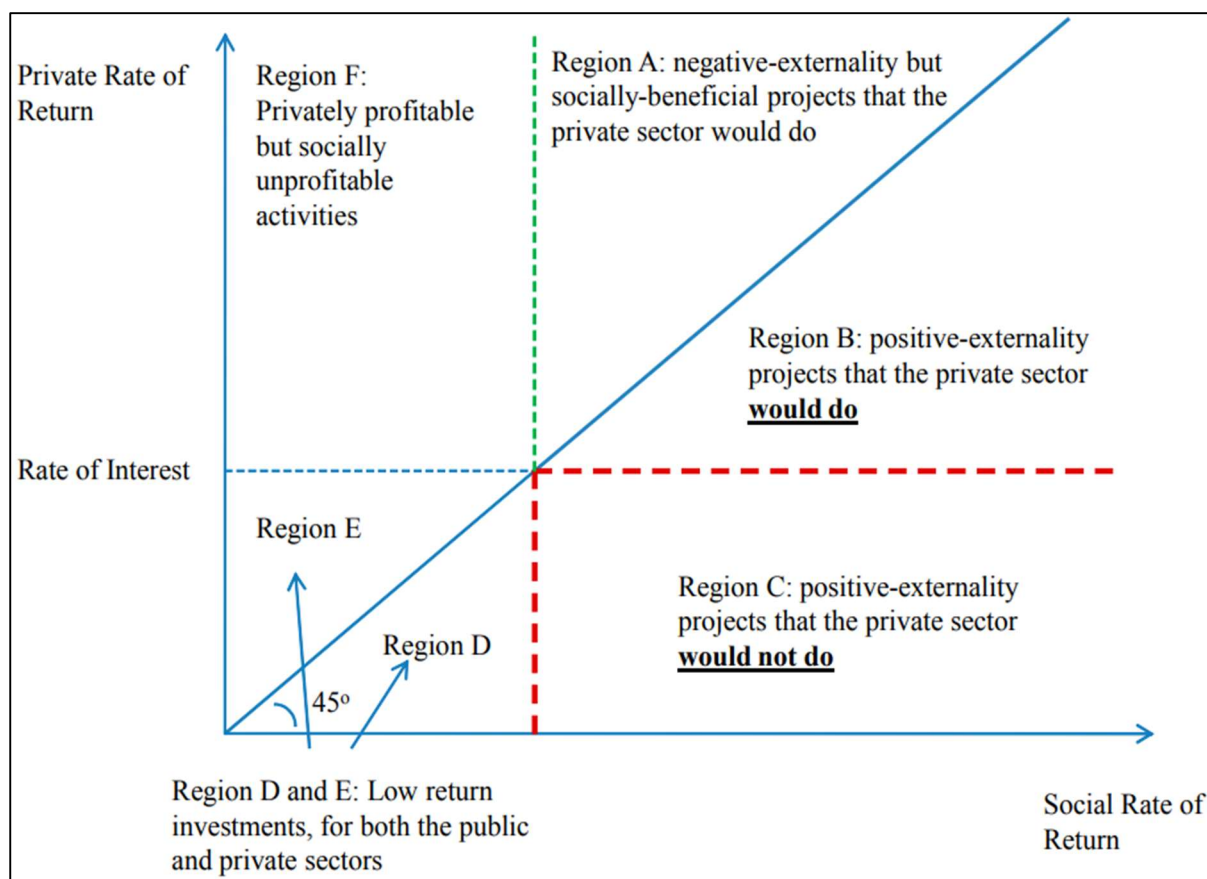 Private Rate of
Return
Region F:
Privately profitable
but socially
unprofitable
activities
Region A: negative-externality but
socially-beneficial projects that the
private sector would do
Region B: positive-externality
projects that the private sector
would do
Rate of Interest
Region E
Region D
45o
Region C: positive-externality
projects that the private sector
would not do
Region D and E: Low return
investments, for both the public
and private sectors
Social Rate of
Return